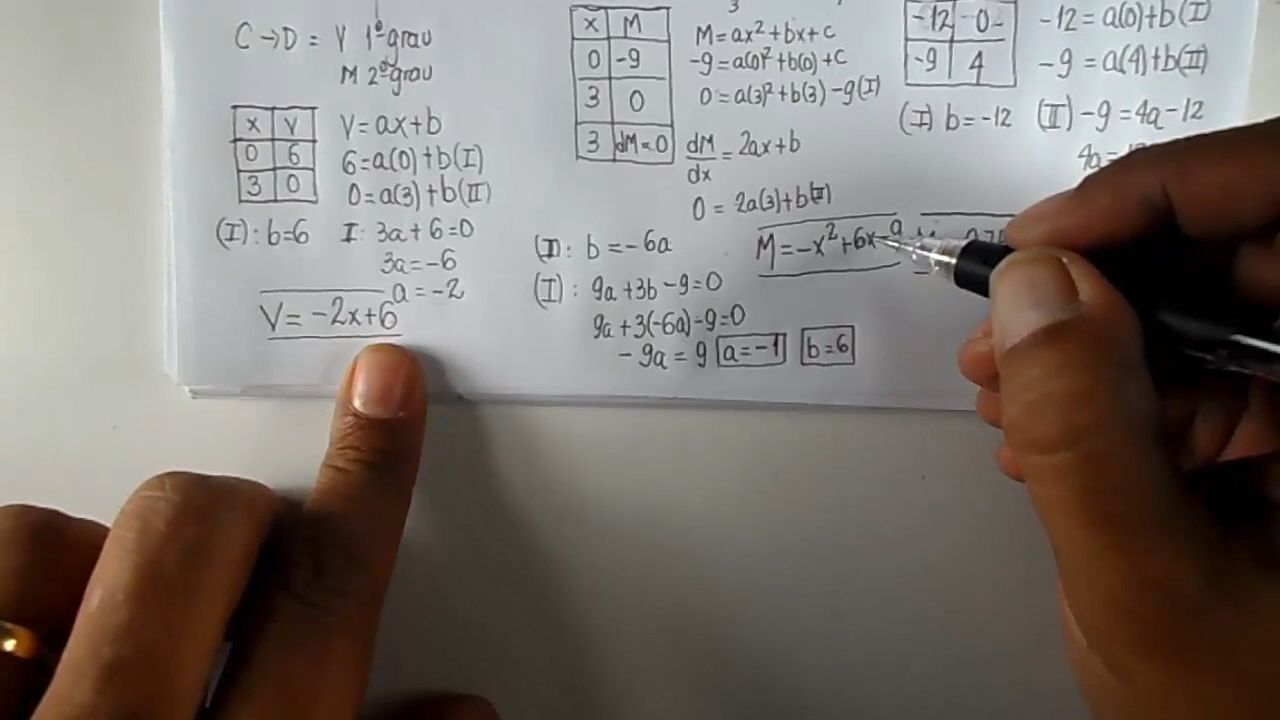 C→D = V 1º grau
M 2º grau
x V
0 6
3 0
V=ax+b
6=a(0)+b(I)
0=a(3)+b(II)
(I): b=6
I: 3a+6=0
3a=-6
a=-2
V=-2x+6
x M
0 -9
3 0
3 dM=0
3
M=ax²+bx+c
-9=a(0)²+b(0)+c
0=a(3)²+b(3)-9(I)
dM/dx=2ax+b
0=2a(3)+b(II)
(II): b=-6a
(I): 9a+3b-9=0
9a+3(-6a)-9=0
-9a=9 a=-1 b=6
M=-x²+6x-9
-12 -0-
-9 4
-12=a(0)+b(I)
-9=a(4)+b(II)
(I) b=-12
(II) -9=4a-12
4a=